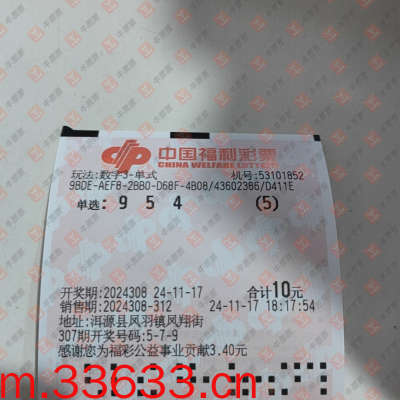 中国福利彩票
CHINA WELFARE LOTTERY
玩法:数字3-单式 机号:53101852
9BDE-AEF8-2BB0-D68F-4B08/43602386/D411E
单选: 9 5 4 (5)
开奖期:2024308 24-11-17 合计10元
销售期:2024308-312 24-11-17 18:17:54
地址:洱源县凤羽镇凤翔街
307期开奖号码:5-7-9
感谢您为福彩公益事业贡献3.40元
m.33633.cn